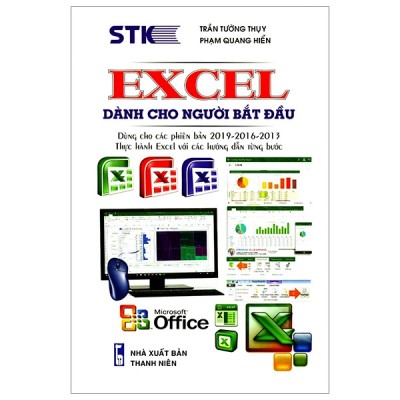 STK
TRẦN TƯỜNG THỤY
PHẠM QUANG HIỂN
EXCEL
DÀNH CHO NGƯỜI BẮT ĐẦU
Dùng cho các phiên bản 2019-2016-2013
Thực hành Excel với các hướng dẫn từng bước
Microsoft
Office
NHÀ XUẤT BẢN
THANH NIÊN